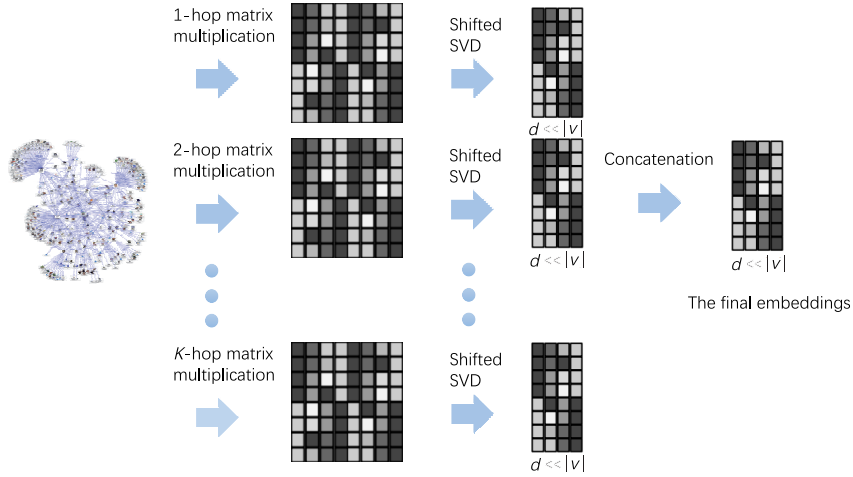 1-hop matrix
multiplication
Shifted
SVD
d << |v|
2-hop matrix
multiplication
Shifted
SVD
d << |v|
Concatenation
d << |v|
The final embeddings
K-hop matrix
multiplication
Shifted
SVD
d << |v|